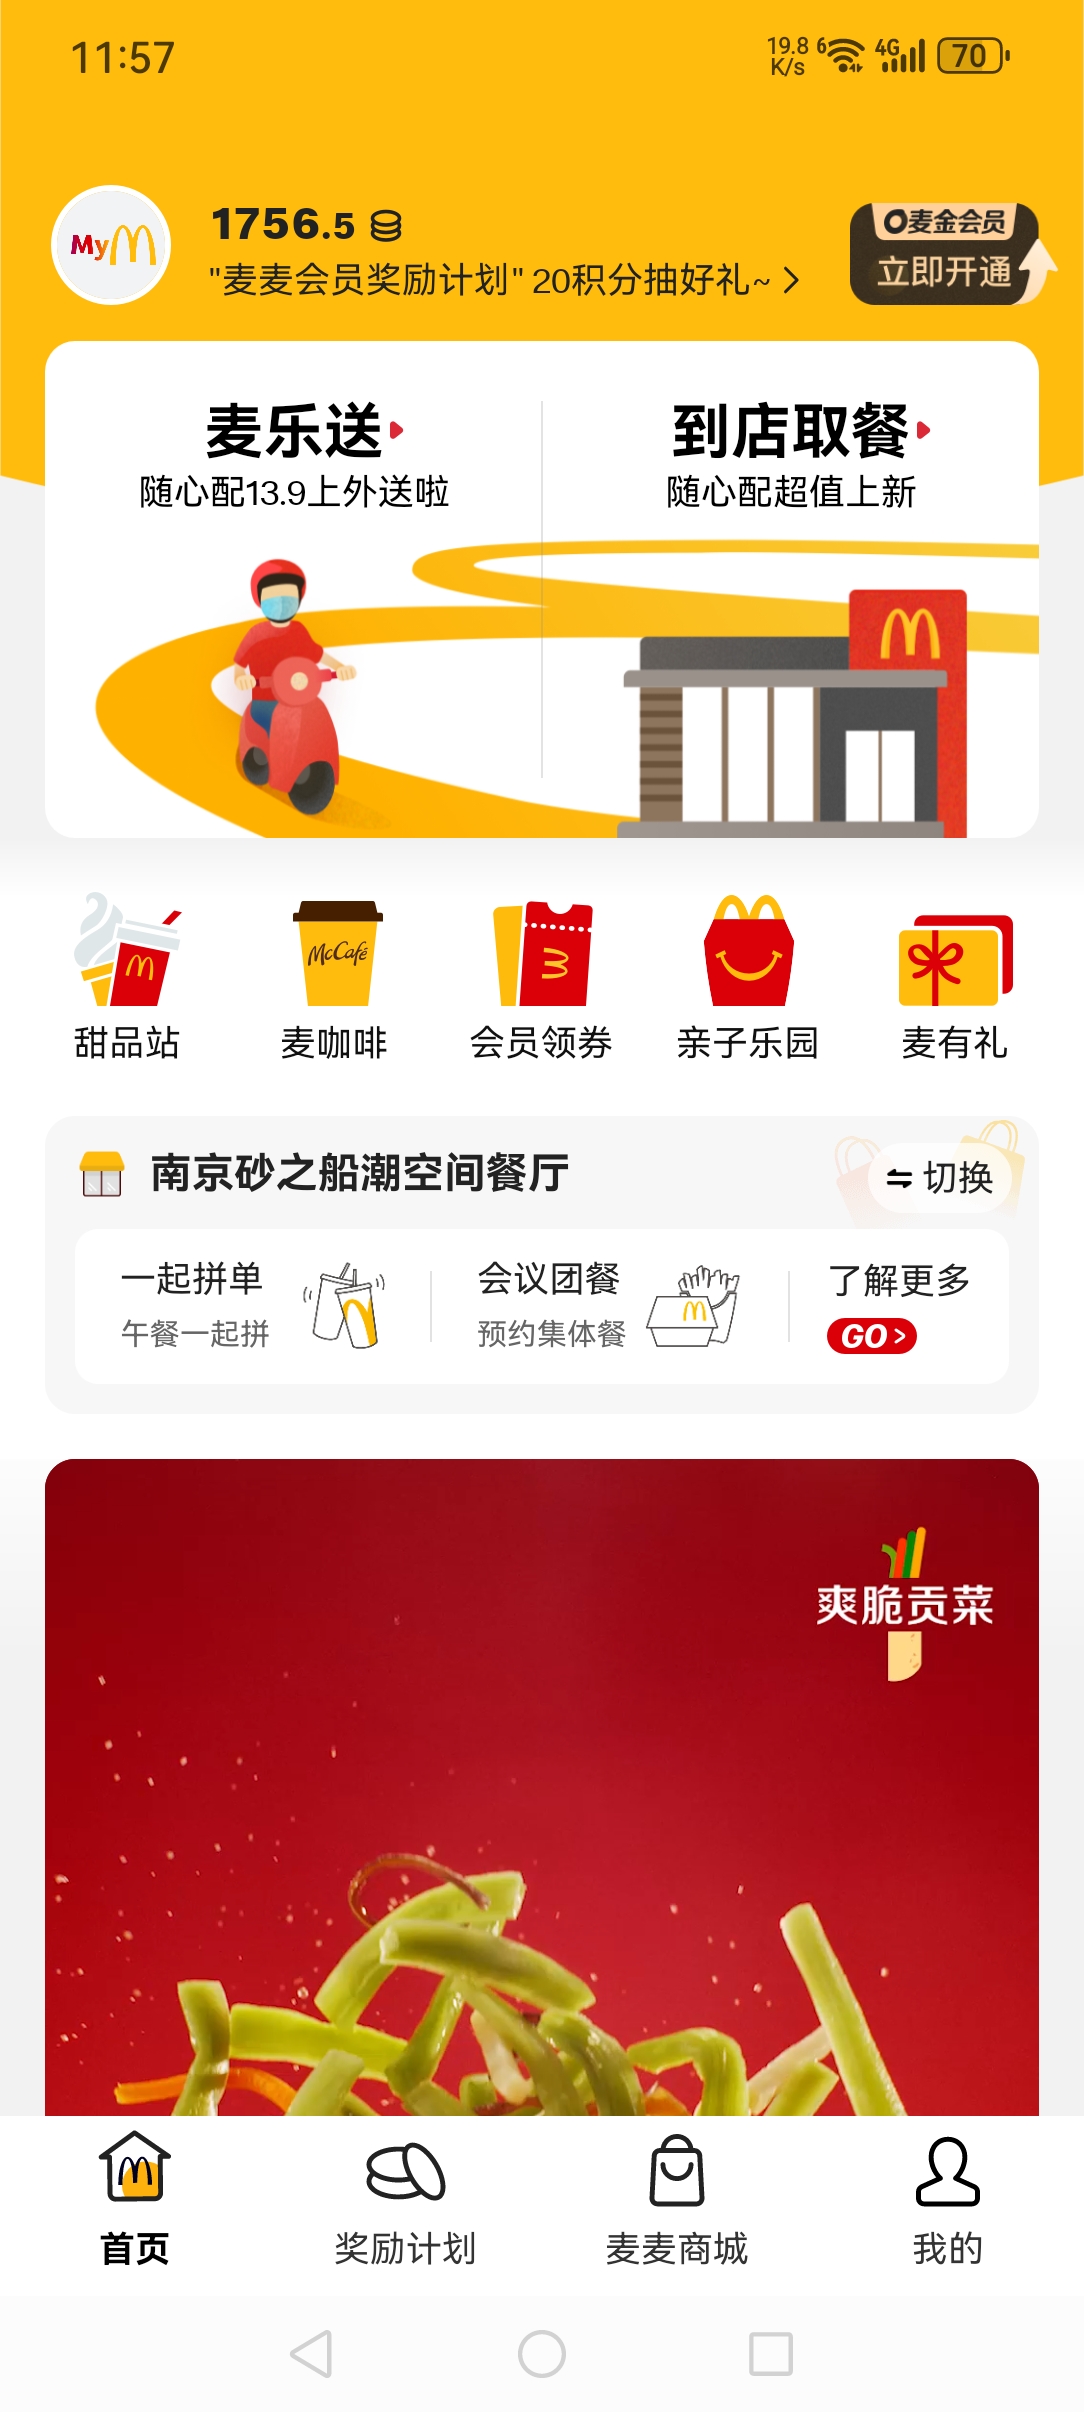 11:57
19.8 K/s
6
4G
70
My
1756.5
"麦麦会员奖励计划" 20积分抽好礼~
麦金会员
立即开通
麦乐送
到店取餐
随心配13.9上外送啦
随心配超值上新
McCafé
甜品站
麦咖啡
会员领券
亲子乐园
麦有礼
南京砂之船潮空间餐厅
切换
一起拼单
午餐一起拼
会议团餐
预约集体餐
了解更多
GO >
爽脆贡菜
首页
奖励计划
麦麦商城
我的